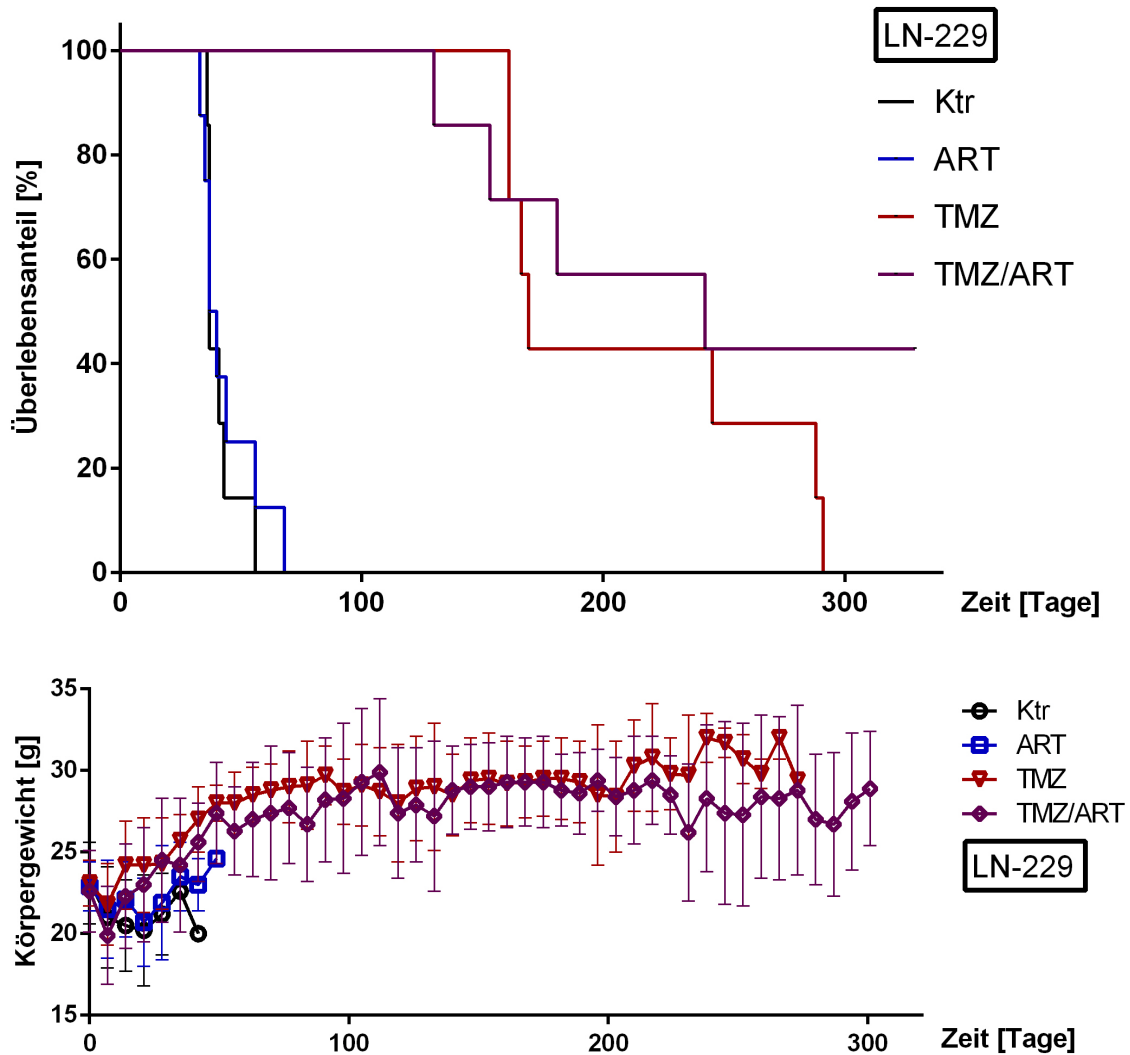 LN-229
Ktr
ART
TMZ
TMZ/ART
Überlebensanteil [%]
100
80
60
40
20
0
0 100 200 300 Zeit [Tage]
Körpergewicht [g]
35
30
25
20
15
0 100 200 300 Zeit [Tage]
Ktr
ART
TMZ
TMZ/ART
LN-229